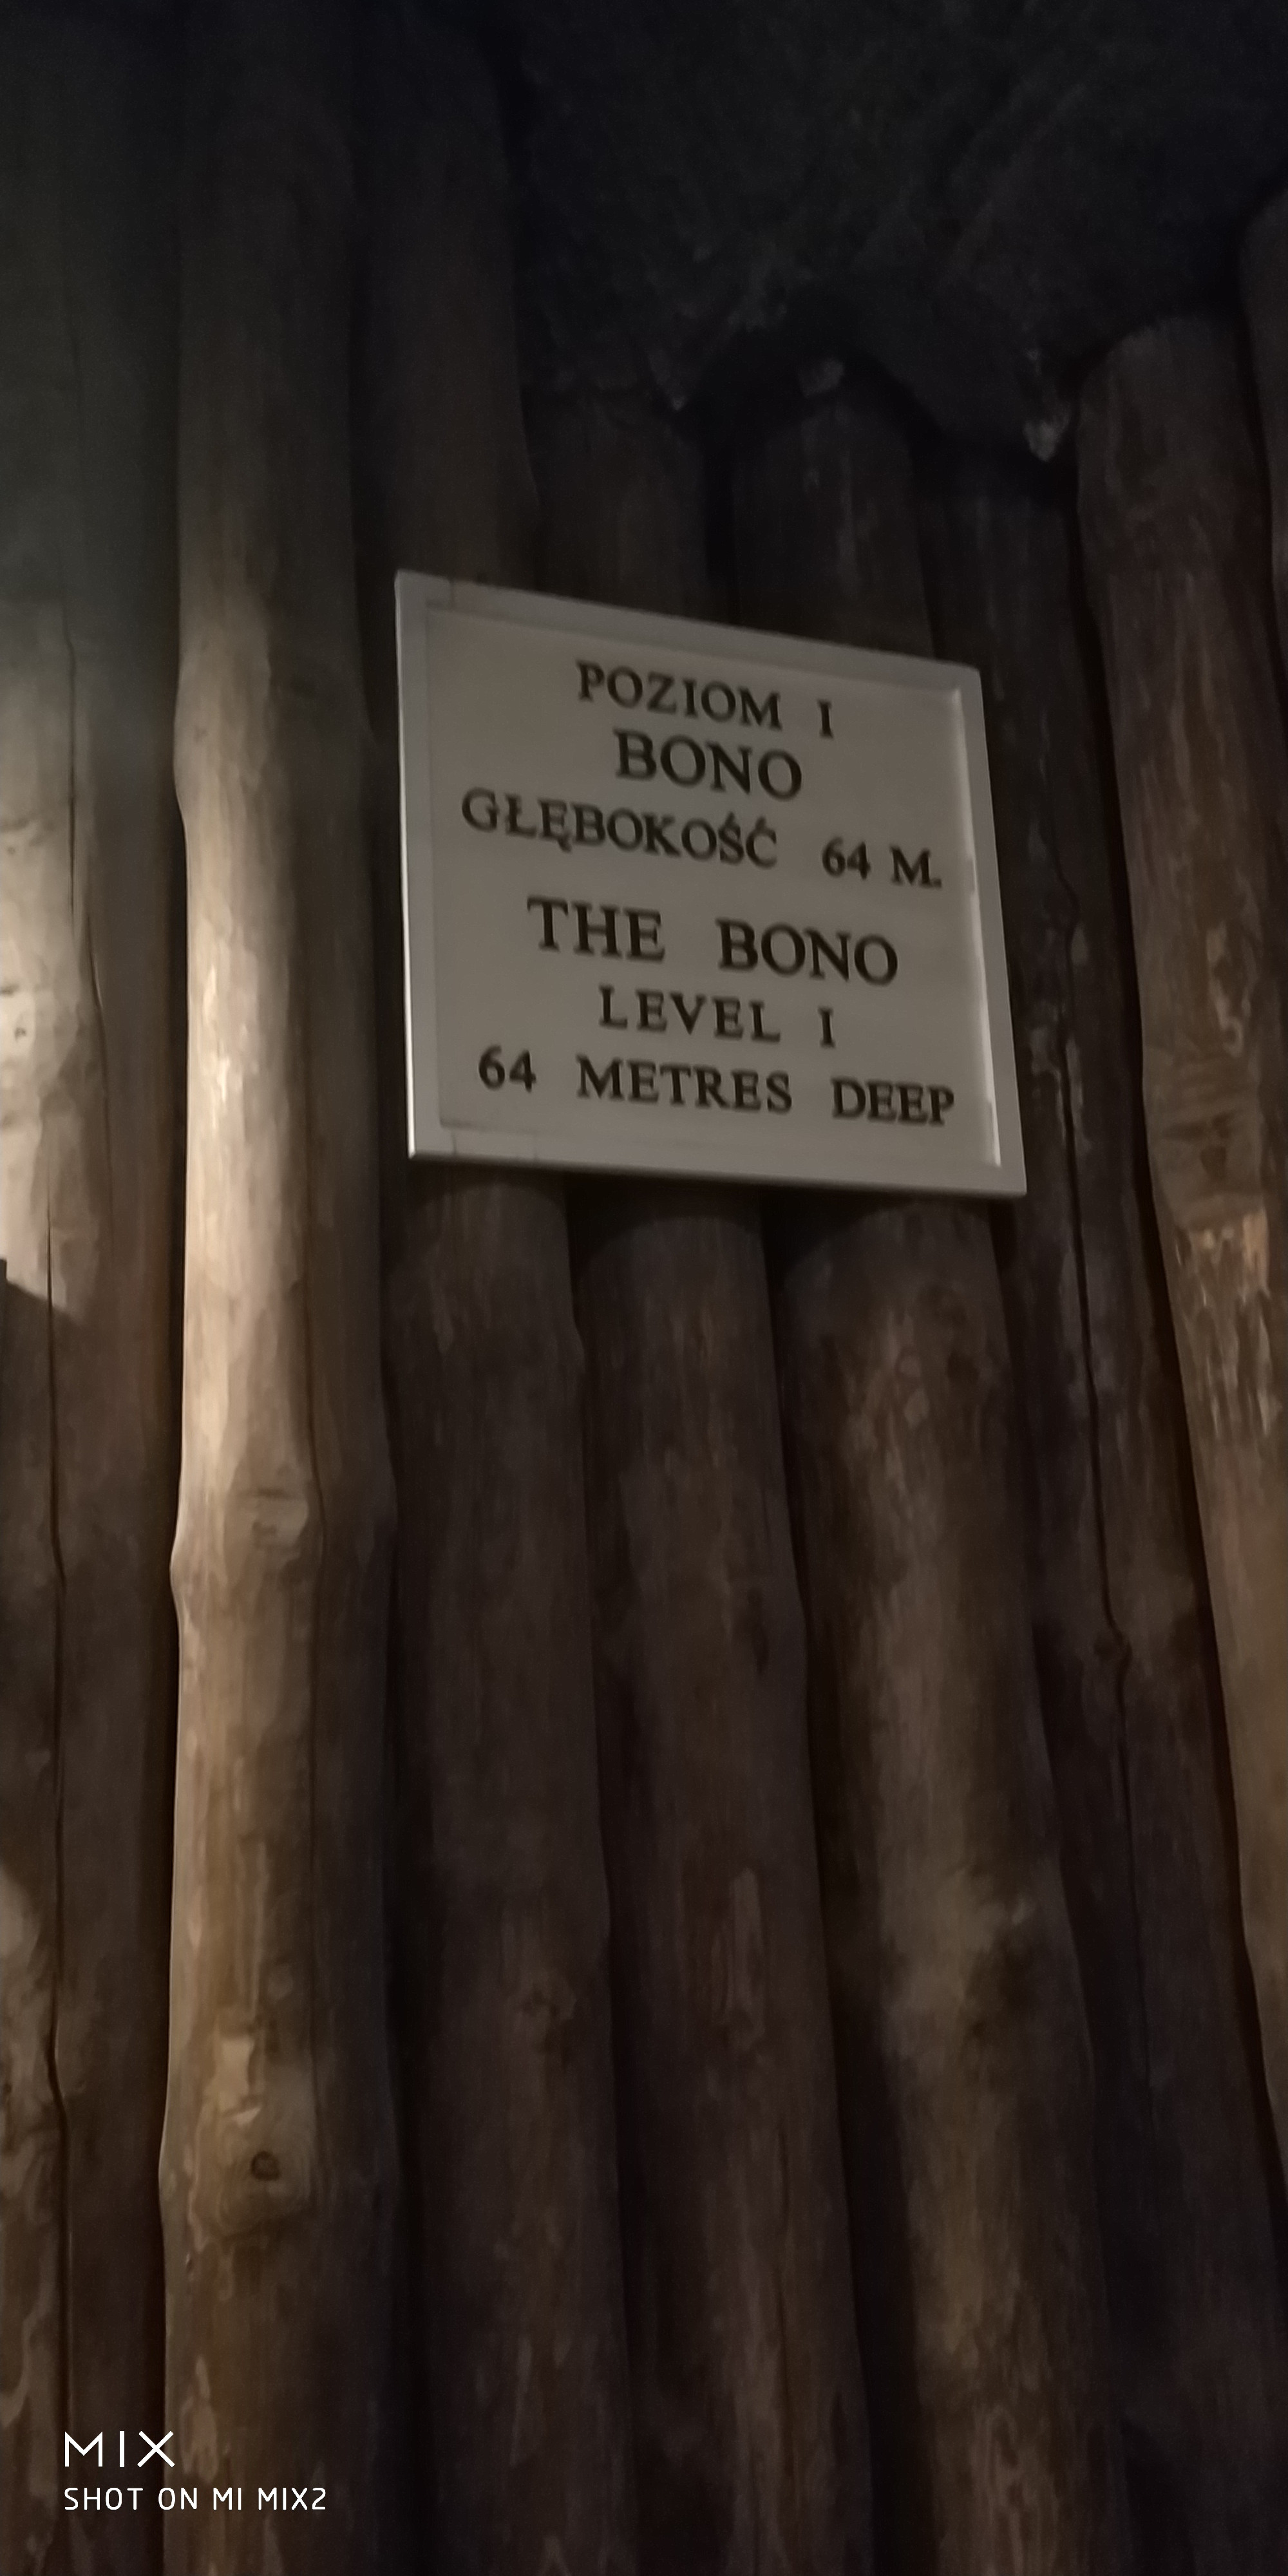 POZIOM I
BONO
GŁĘBOKOŚĆ 64 M.
THE BONO
LEVEL I
64 METRES DEEP
MIX
SHOT ON MI MIX2